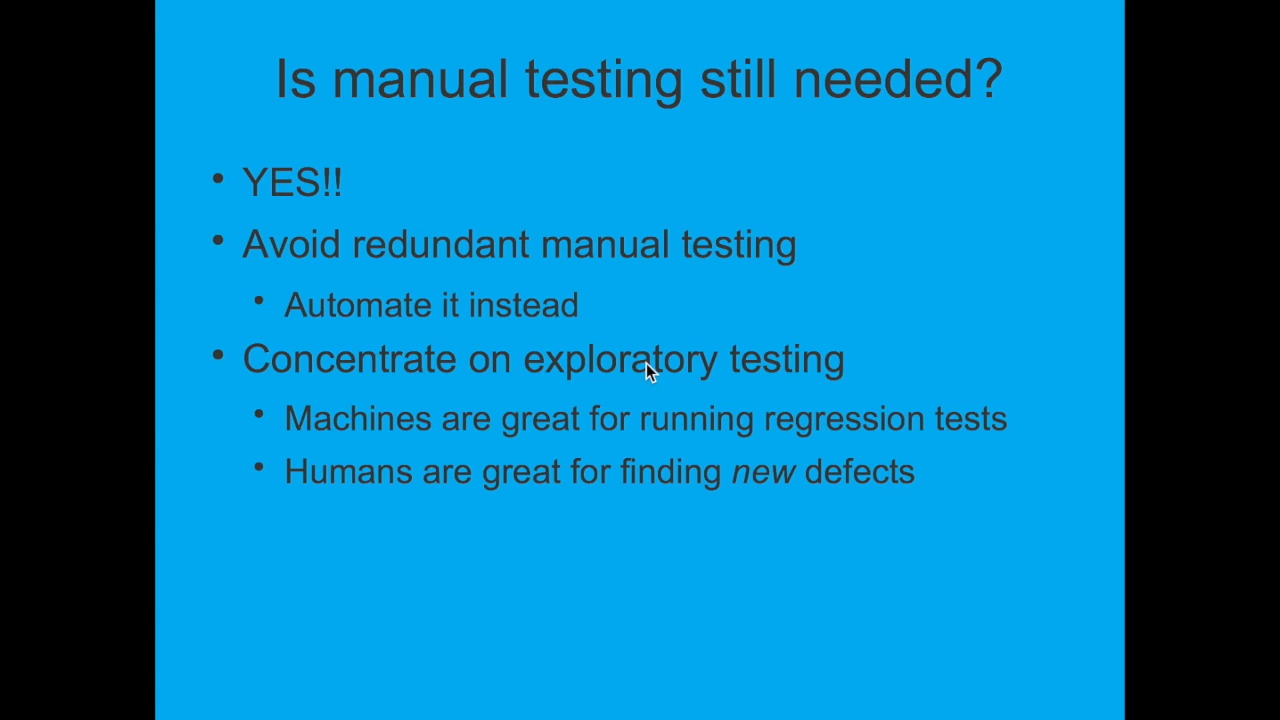 Is manual testing still needed?
• YES!!
• Avoid redundant manual testing
• Automate it instead
• Concentrate on exploratory testing
• Machines are great for running regression tests
• Humans are great for finding new defects